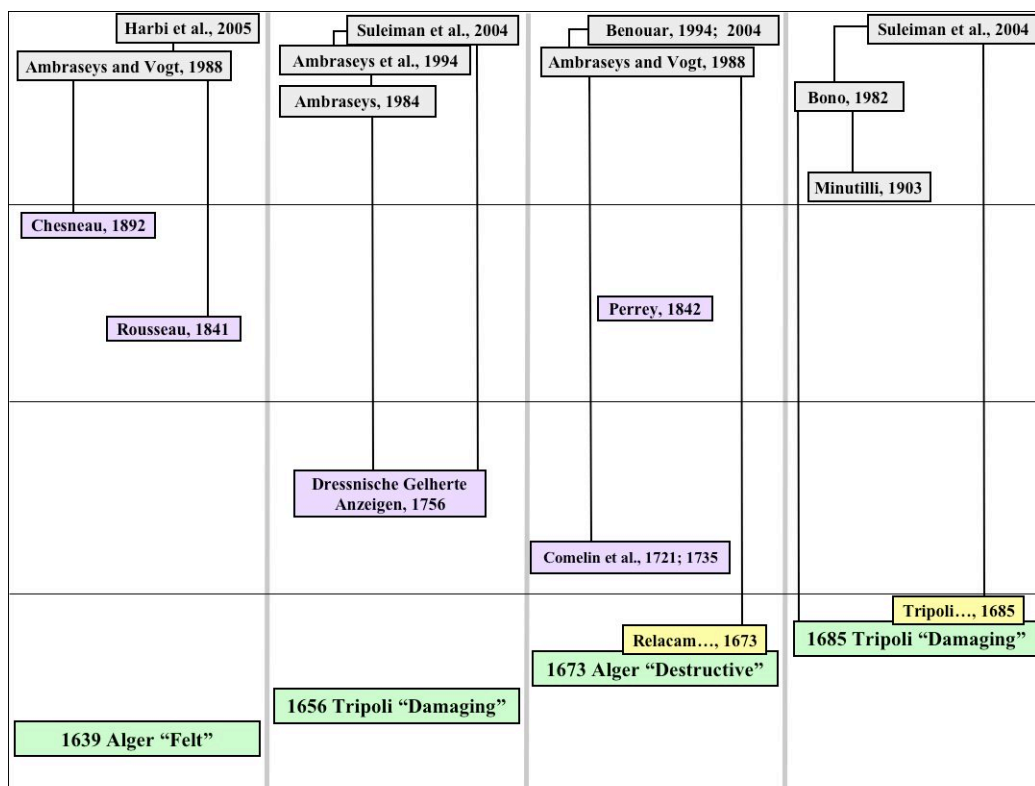 Harbi et al., 2005
Ambraseys and Vogt, 1988
Chesneau, 1892
Rousseau, 1841
1639 Alger “Felt”
Suleiman et al., 2004
Ambraseys et al., 1994
Ambraseys, 1984
Dressnische Gelherte
Anzeigen, 1756
1656 Tripoli “Damaging”
Benouar, 1994;  2004
Ambraseys and Vogt, 1988
Perrey, 1842
Comelin et al., 1721; 1735
Relacam…, 1673
1673 Alger “Destructive”
Suleiman et al., 2004
Bono, 1982
Minutilli, 1903
Tripoli…, 1685
1685 Tripoli “Damaging”